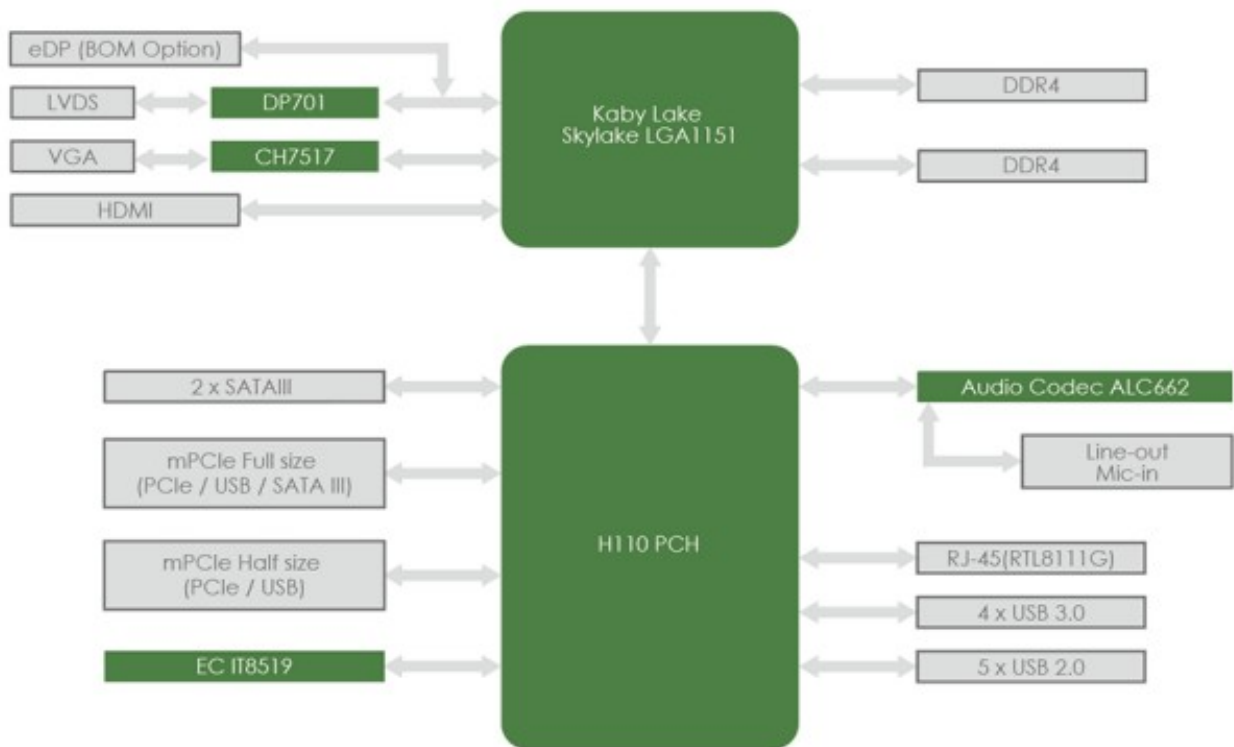 eDP (BOM Option)
LVDS
DP701
VGA
CH7517
HDMI
Kaby Lake
Skylake LGA1151
DDR4
DDR4
2 x SATAIII
mPCIe Full size
(PCIe / USB / SATA III)
mPCIe Half size
(PCIe / USB)
EC IT8519
H110 PCH
Audio Codec ALC662
Line-out
Mic-in
RJ-45(RTL8111G)
4 x USB 3.0
5 x USB 2.0